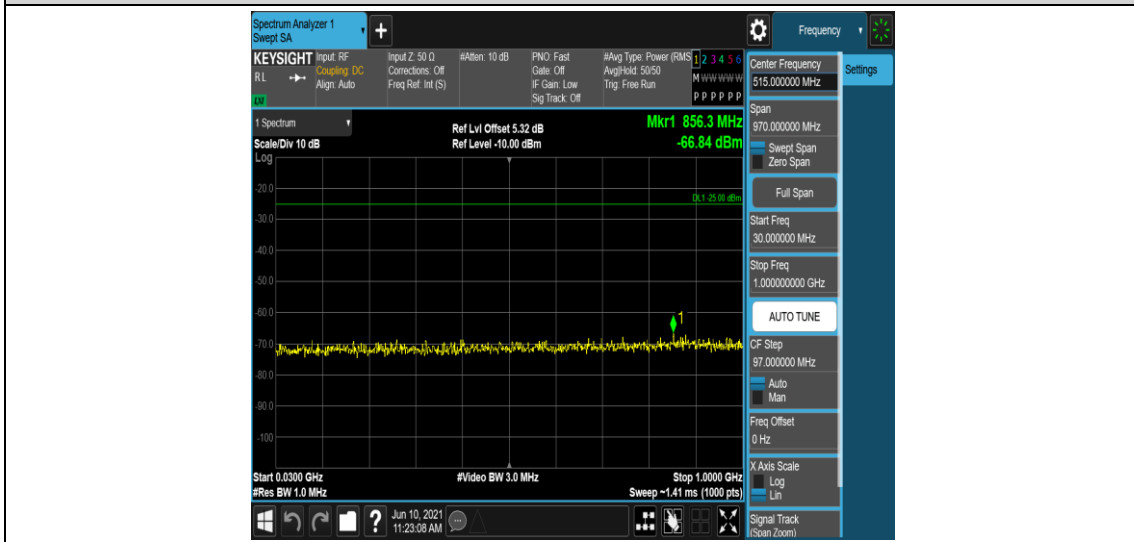 Spectrum Analyzer 1
Swept SA
+
Frequency
KEYSIGHT
RL
LXI
Input: RF
Coupling: DC
Align: Auto
Input Z: 50 Ω
Corrections: Off
Freq Ref: Int (S)
#Atten: 10 dB
PNO: Fast
Gate: Off
IF Gain: Low
Sig Track: Off
#Avg Type: Power (RMS
Avg|Hold: 50/50
Trig: Free Run
1 2 3 4 5 6
M W W W W W
P P P P P P
1 Spectrum
Scale/Div 10 dB
Ref Lvl Offset 5.32 dB
Ref Level -10.00 dBm
Mkr1 856.3 MHz
-66.84 dBm
Log
-20.0
DL1 -25.00 dBm
-30.0
-40.0
-50.0
-60.0
1
-70.0
-80.0
-90.0
-100
Start 0.0300 GHz
#Res BW 1.0 MHz
#Video BW 3.0 MHz
Stop 1.0000 GHz
Sweep ~1.41 ms (1000 pts)
Center Frequency
515.000000 MHz
Settings
Span
970.000000 MHz
Swept Span
Zero Span
Full Span
Start Freq
30.000000 MHz
Stop Freq
1.000000000 GHz
AUTO TUNE
CF Step
97.000000 MHz
Auto
Man
Freq Offset
0 Hz
X Axis Scale
Log
Lin
Signal Track
(Span Zoom)
?
Jun 10, 2021
11:23:08 AM